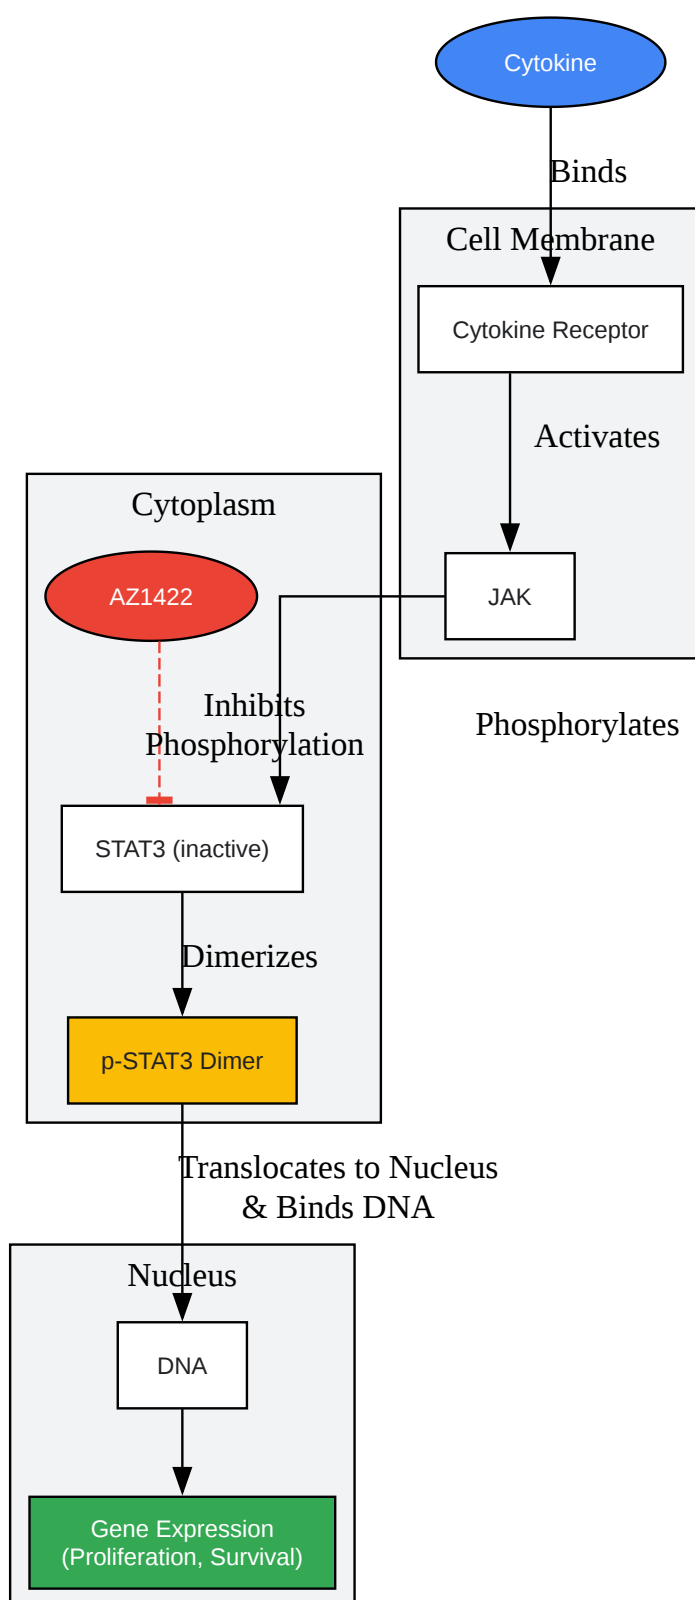 Cytokine
Binds
Cell Membrane
Cytokine Receptor
Activates
Cytoplasm
AZ1422
JAK
Inhibits
Phosphorylation
Phosphorylates
STAT3 (inactive)
Dimerizes
p-STAT3 Dimer
Translocates to Nucleus
& Binds DNA
Nucleus
DNA
Gene Expression
(Proliferation, Survival)